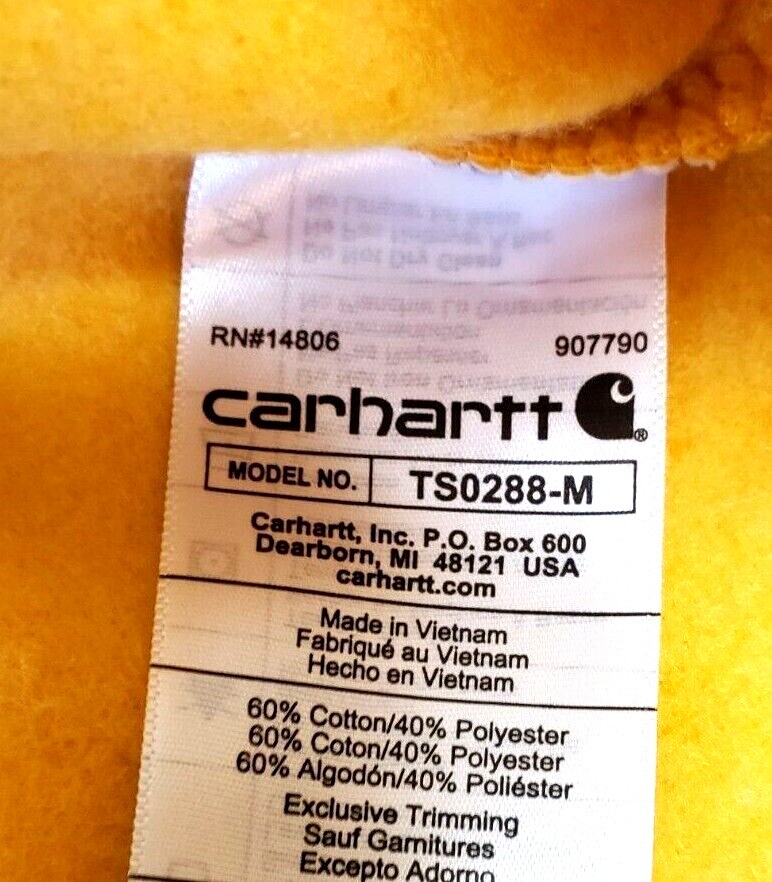 RN#14806 907790
carhartt ®
MODEL NO. TS0288-M
Carhartt, Inc. P.O. Box 600
Dearborn, MI 48121 USA
carhartt.com
Made in Vietnam
Fabriqué au Vietnam
Hecho en Vietnam
60% Cotton/40% Polyester
60% Coton/40% Polyester
60% Algodón/40% Poliéster
Exclusive Trimming
Sauf Garnitures
Excepto Adorno